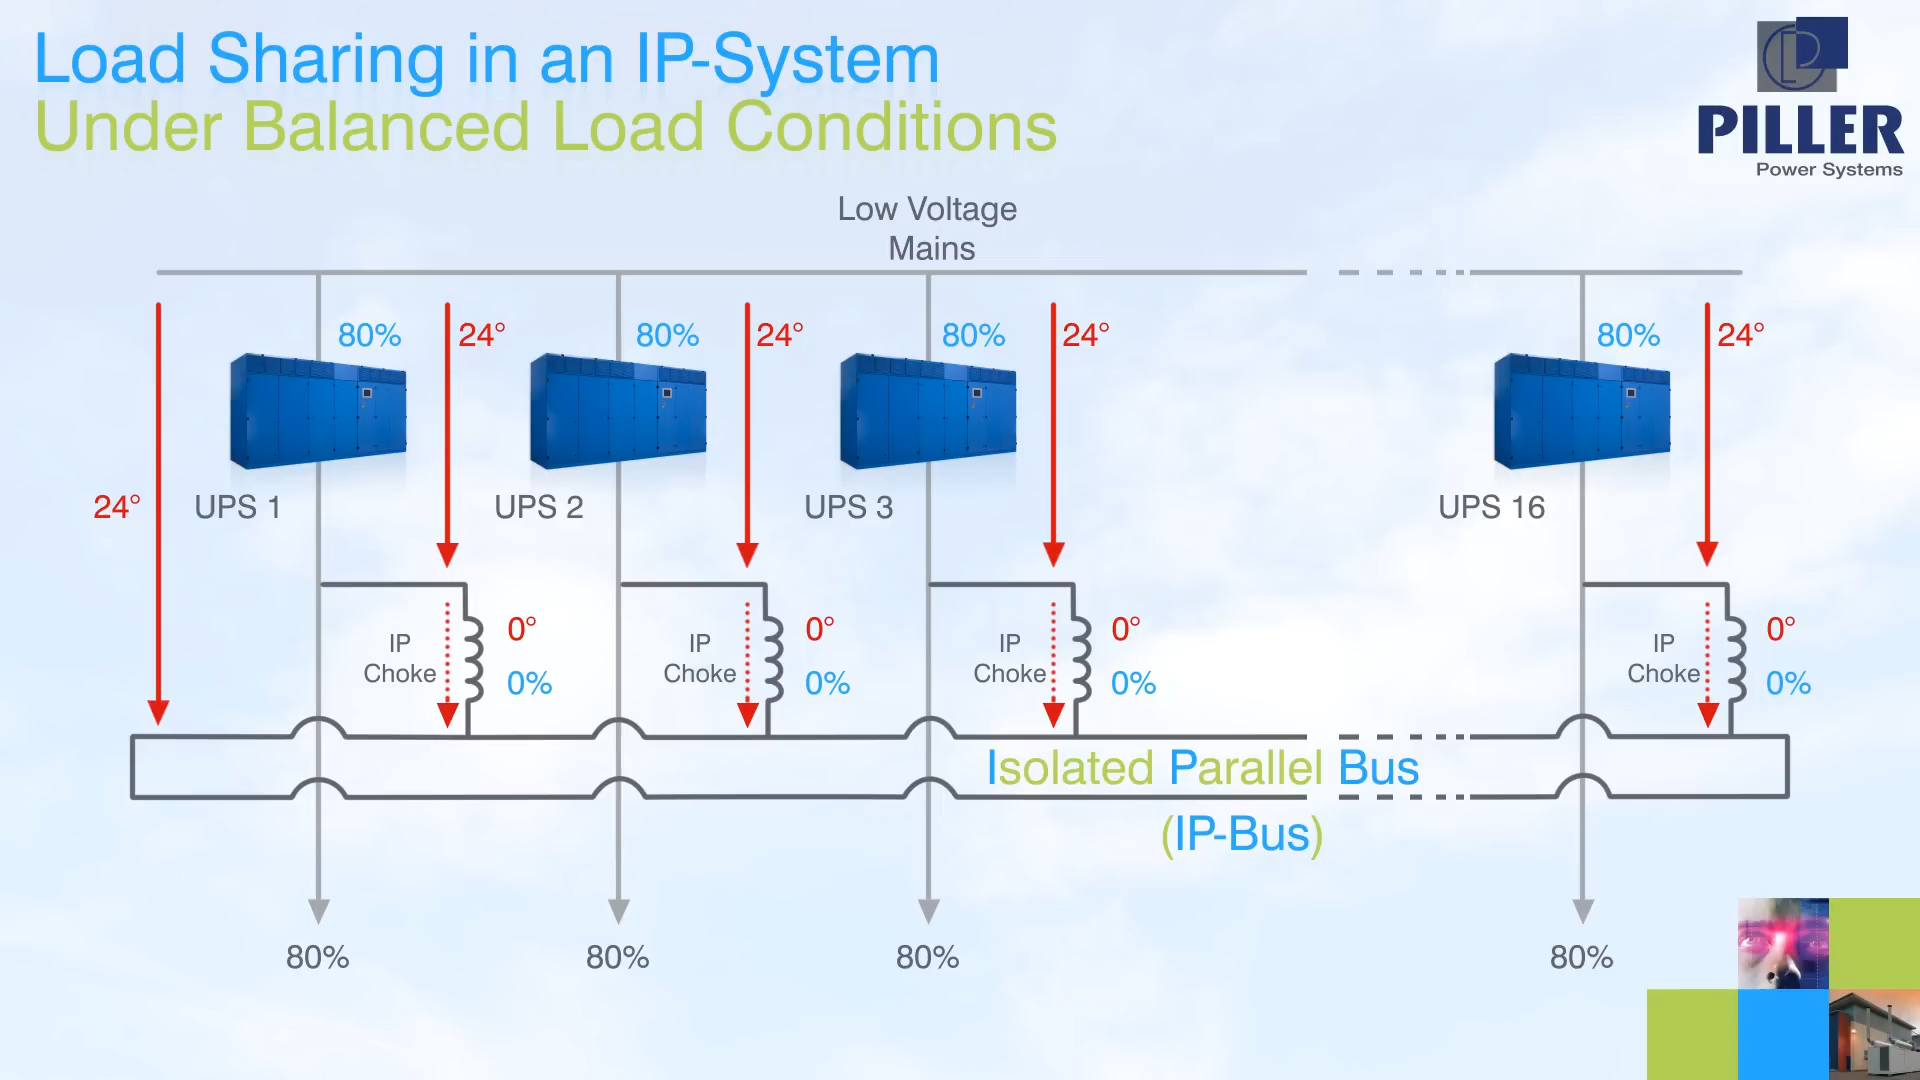 Load Sharing in an IP-System
Under Balanced Load Conditions
PILLER
Power Systems
Low Voltage
Mains
80% 24° 80% 24° 80% 24° 80% 24°
24° UPS 1 UPS 2 UPS 3 UPS 16
IP
Choke
0°
0%
IP
Choke
0°
0%
IP
Choke
0°
0%
IP
Choke
0°
0%
Isolated Parallel Bus
(IP-Bus)
80% 80% 80% 80%